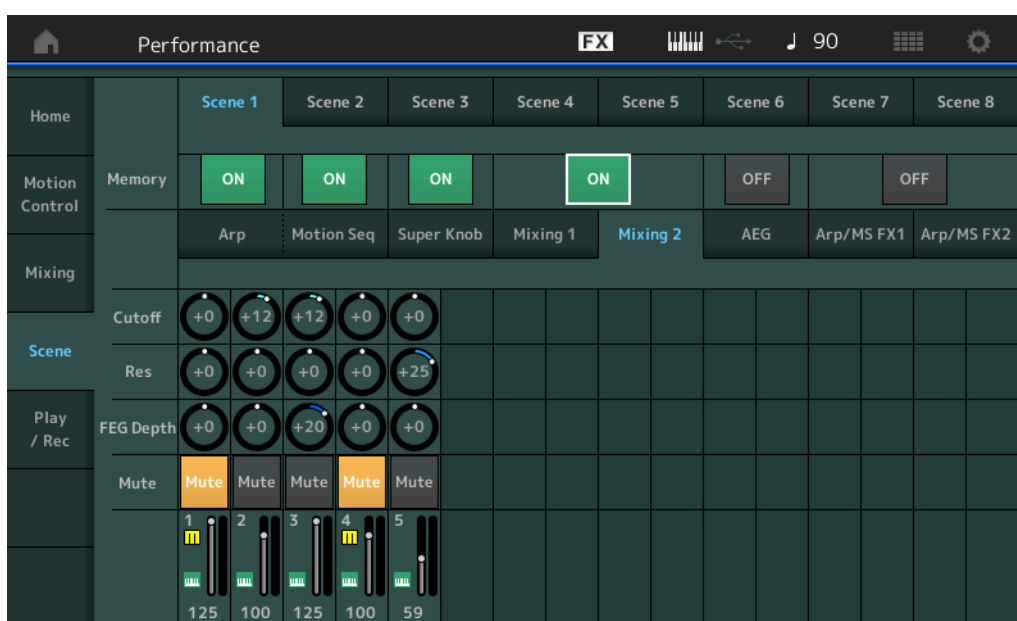 Performance FX 90
Scene 1 Scene 2 Scene 3 Scene 4 Scene 5 Scene 6 Scene 7 Scene 8
Home
Memory ON ON ON ON OFF OFF
Motion
Control
Arp Motion Seq Super Knob Mixing 1 Mixing 2 AEG Arp/MS FX1 Arp/MS FX2
Mixing
Cutoff +0 +12 +12 +0 +0
Scene
Res +0 +0 +0 +0 +25
Play
/ Rec
FEG Depth +0 +0 +20 +0 +0
Mute Mute Mute Mute Mute Mute
1 2 3 4 5
125 100 125 100 59